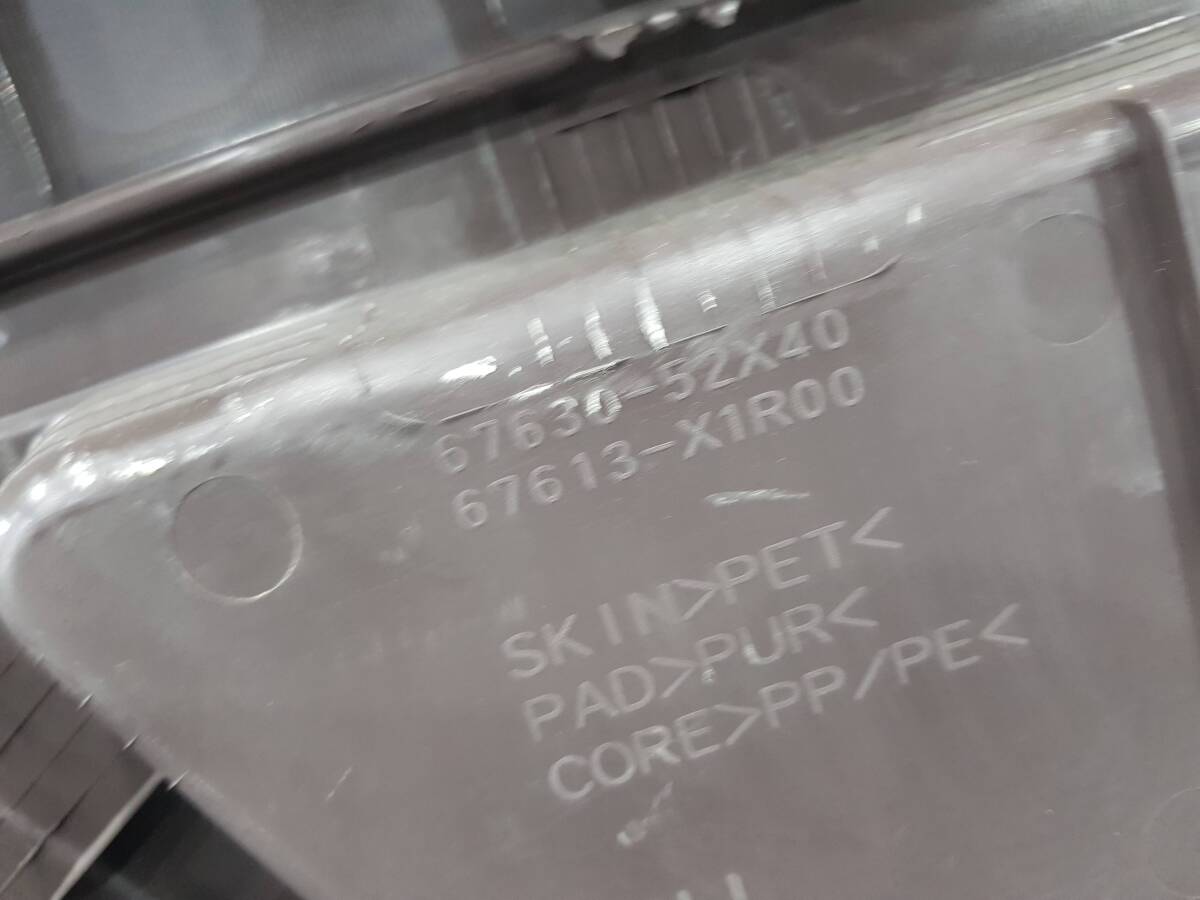 67630-52X40
67613-X1R00
SKIN>PET<
PAD>PUR<
CORE>PP/PE<